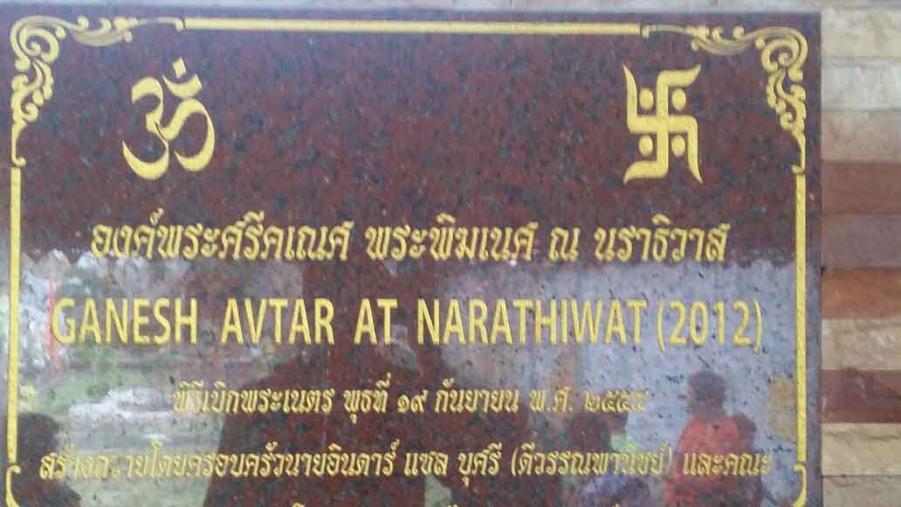 ॐ 卐
องค์พระศรีคเณศ พระพิฆเนศ ณ นราธิวาส
GANESH AVTAR AT NARATHIWAT (2012)
พิธีเบิกพระเนตร พุธที่ ๑๙ กันยายน พ.ศ. ๒๕๕๕
สร้างถวายโดยครอบครัวนายอินดาร์ แซล บุศรี (ดีวรรณพาณิชย์) และคณะ